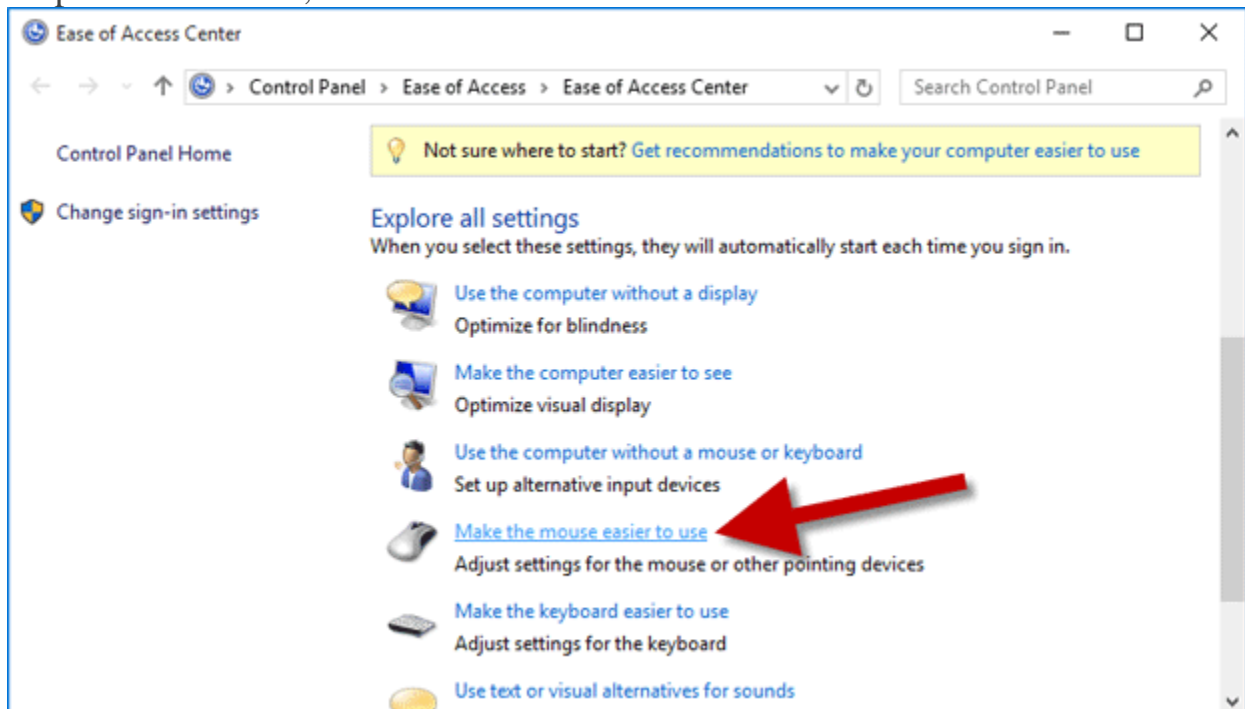 Ease of Access Center
Control Panel > Ease of Access > Ease of Access Center
Search Control Panel
Control Panel Home
Change sign-in settings
Not sure where to start? Get recommendations to make your computer easier to use
Explore all settings
When you select these settings, they will automatically start each time you sign in.
Use the computer without a display
Optimize for blindness
Make the computer easier to see
Optimize visual display
Use the computer without a mouse or keyboard
Set up alternative input devices
Make the mouse easier to use
Adjust settings for the mouse or other pointing devices
Make the keyboard easier to use
Adjust settings for the keyboard
Use text or visual alternatives for sounds